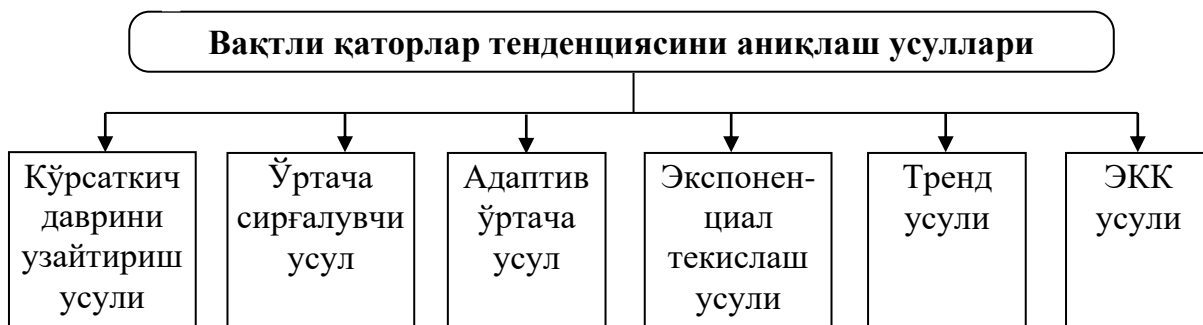 Вақтли қаторлар тенденциясини аниқлаш усуллари
Кўрсаткич
даврини
узайтириш
усули
Ўртача
сирғалувчи
усул
Адаптив
ўртача
усул
Экспонен-
циал
текислаш
усули
Тренд
усули
ЭКК
усули